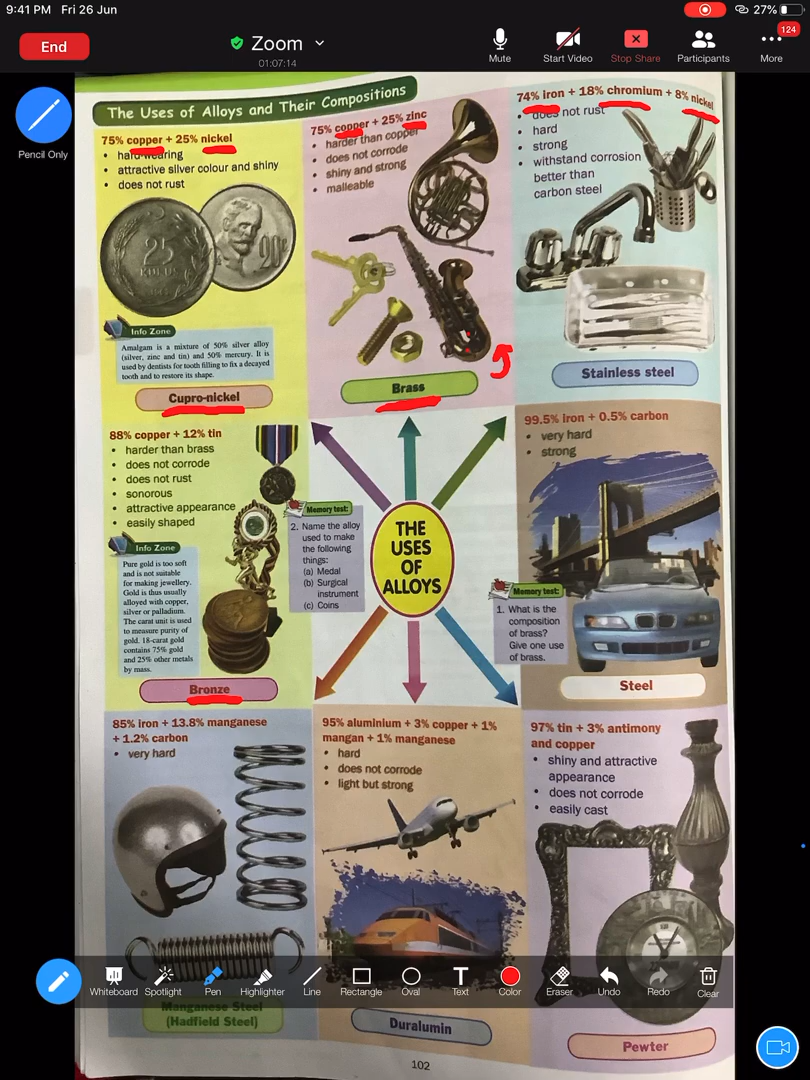 9:41 PM Fri 26 Jun
27%
End
Zoom
01:07:14
Mute
Start Video
Stop Share
Participants
124
More
Pencil Only
The Uses of Alloys and Their Compositions
75% copper + 25% nickel
• hard-wearing
• attractive silver colour and shiny
• does not rust
25
20
Info Zone
Amalgam is a mixture of 50% silver alloy
(silver, zinc and tin) and 50% mercury. It is
used by dentists for tooth filling to fix a decayed
tooth and to restore its shape.
Cupro-nickel
75% copper + 25% zinc
• harder than copper
• does not corrode
• shiny and strong
• malleable
Brass
74% iron + 18% chromium + 8% nickel
• does not rust
• hard
• strong
• withstand corrosion
better than
carbon steel
Stainless steel
88% copper + 12% tin
• harder than brass
• does not corrode
• does not rust
• sonorous
• attractive appearance
• easily shaped
Info Zone
Pure gold is too soft
and is not suitable
for making jewellery.
Gold is thus usually
alloyed with copper,
silver or palladium.
The carat unit is used
to measure purity of
gold. 18-carat gold
contains 75% gold
and 25% other metals
by mass.
Bronze
Memory test:
2. Name the alloy
used to make
the following
things:
(a) Medal
(b) Surgical
instrument
(c) Coins
THE
USES
OF
ALLOYS
99.5% iron + 0.5% carbon
• very hard
• strong
Memory test:
1. What is the
composition
of brass?
Give one use
of brass.
Steel
85% iron + 13.8% manganese
+ 1.2% carbon
• very hard
Manganese Steel
(Hadfield Steel)
95% aluminium + 3% copper + 1%
mangan + 1% manganese
• hard
• does not corrode
• light but strong
Duralumin
97% tin + 3% antimony
and copper
• shiny and attractive
appearance
• does not corrode
• easily cast
Pewter
Whiteboard
Spotlight
Pen
Highlighter
Line
Rectangle
Oval
Text
Color
Eraser
Undo
Redo
Clear
102